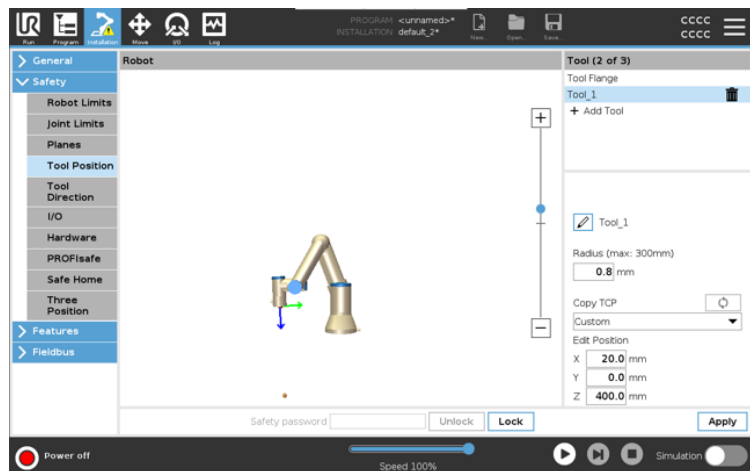 UR
PROGRAM <unnamed>*
INSTALLATION default_2*
cccc
cccc
Run Program Installation Move I/O Log New... Open... Save...
General
Safety
Robot Limits
Joint Limits
Planes
Tool Position
Tool
Direction
I/O
Hardware
PROFIsafe
Safe Home
Three
Position
Features
Fieldbus
Robot
Tool (2 of 3)
Tool Flange
Tool_1
+ Add Tool
Tool_1
Radius (max: 300mm)
0.8 mm
Copy TCP
Custom
Edit Position
X 20.0 mm
Y 0.0 mm
Z 400.0 mm
Safety password Unlock Lock Apply
Power off
Speed 100%
Simulation